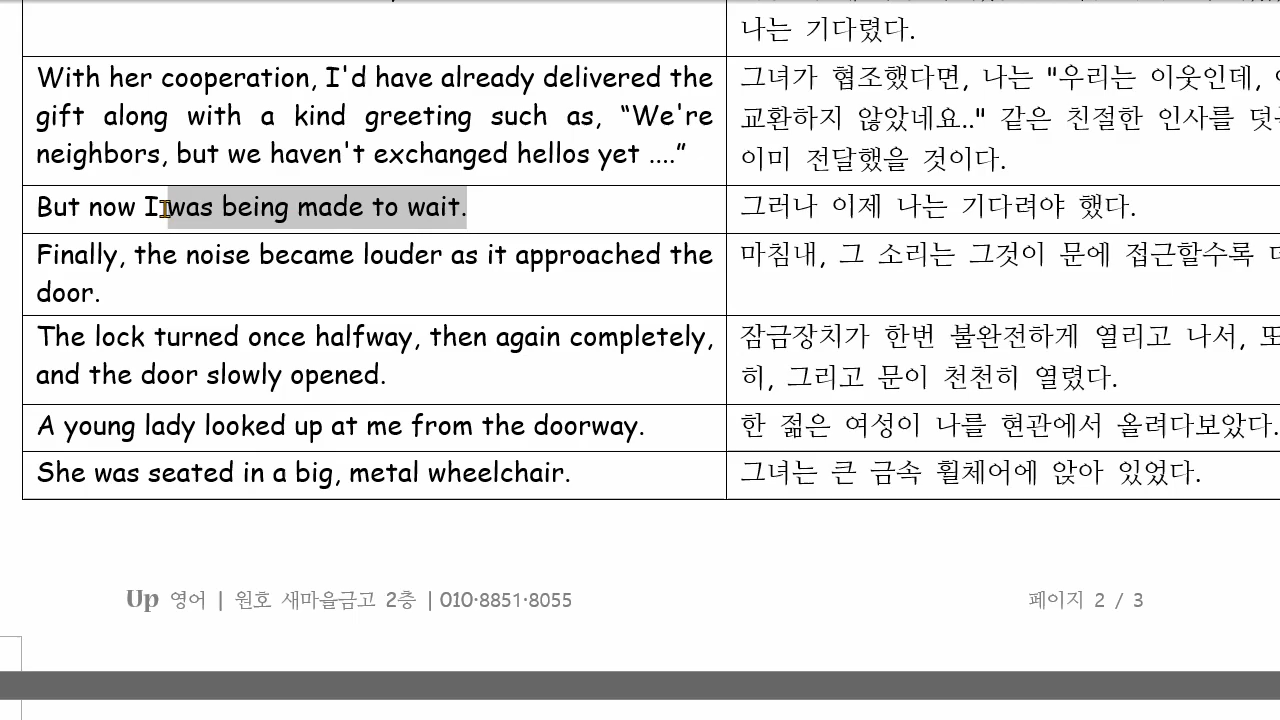 나는 기다렸다.
With her cooperation, I'd have already delivered the
gift along with a kind greeting such as, “We're
neighbors, but we haven't exchanged hellos yet ....”
그녀가 협조했다면, 나는 "우리는 이웃인데,
교환하지 않았네요.." 같은 친절한 인사를
이미 전달했을 것이다.
But now I was being made to wait.
그러나 이제 나는 기다려야 했다.
Finally, the noise became louder as it approached the
door.
마침내, 그 소리는 그것이 문에 접근할수록
The lock turned once halfway, then again completely,
and the door slowly opened.
잠금장치가 한번 불완전하게 열리고 나서, 또
히, 그리고 문이 천천히 열렸다.
A young lady looked up at me from the doorway.
한 젊은 여성이 나를 현관에서 올려다보았다.
She was seated in a big, metal wheelchair.
그녀는 큰 금속 휠체어에 앉아 있었다.
Up 영어 | 원호 새마을금고 2층 | 010·8851·8055
페이지 2 / 3